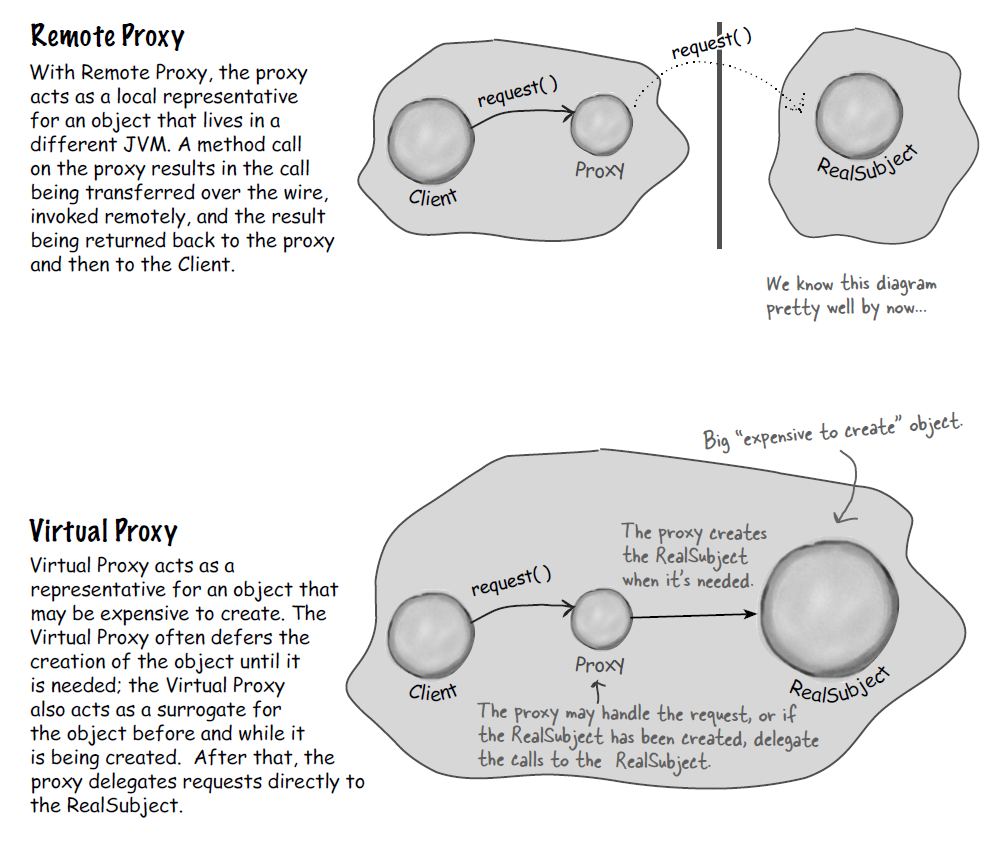 Remote Proxy
With Remote Proxy, the proxy
acts as a local representative
for an object that lives in a
different JVM. A method call
on the proxy results in the call
being transferred over the wire,
invoked remotely, and the result
being returned back to the proxy
and then to the Client.
request()
request()
Client
Proxy
RealSubject
We know this diagram
pretty well by now...
Virtual Proxy
Virtual Proxy acts as a
representative for an object that
may be expensive to create. The
Virtual Proxy often defers the
creation of the object until it
is needed; the Virtual Proxy
also acts as a surrogate for
the object before and while it
is being created. After that, the
proxy delegates requests directly to
the RealSubject.
Big "expensive to create" object.
The proxy creates
the RealSubject
when it's needed.
request()
Client
Proxy
RealSubject
The proxy may handle the request, or if
the RealSubject has been created, delegate
the calls to the RealSubject.